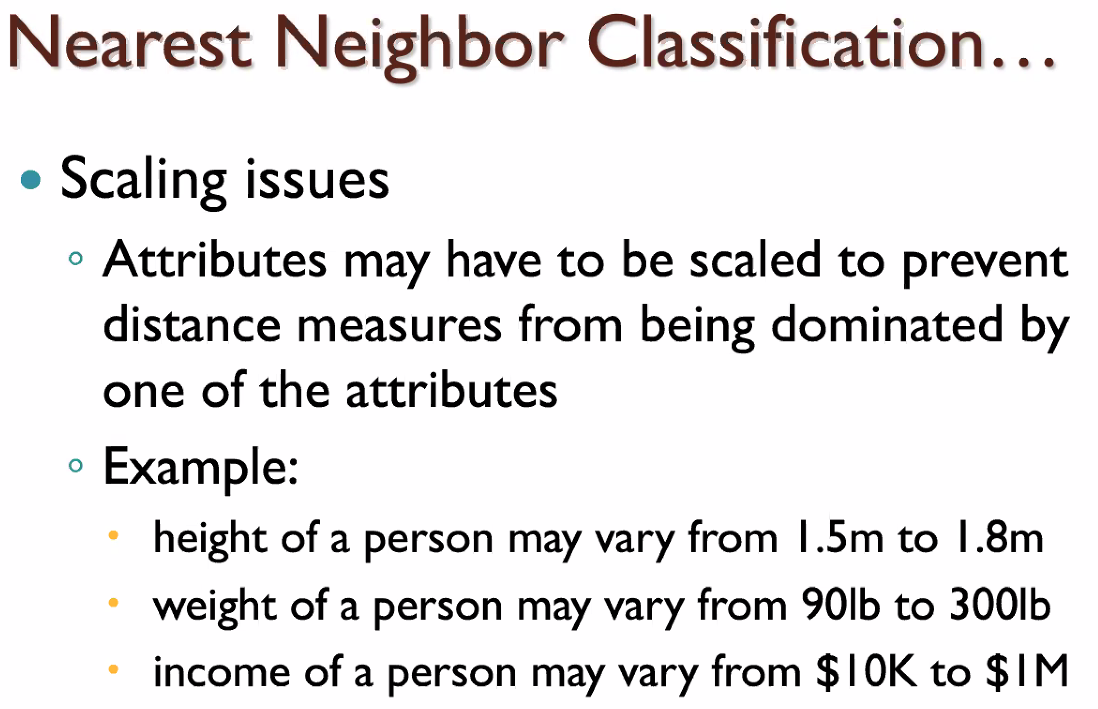 Nearest Neighbor Classification…
• Scaling issues
◦ Attributes may have to be scaled to prevent
distance measures from being dominated by
one of the attributes
◦ Example:
• height of a person may vary from 1.5m to 1.8m
• weight of a person may vary from 90lb to 300lb
• income of a person may vary from $10K to $1M